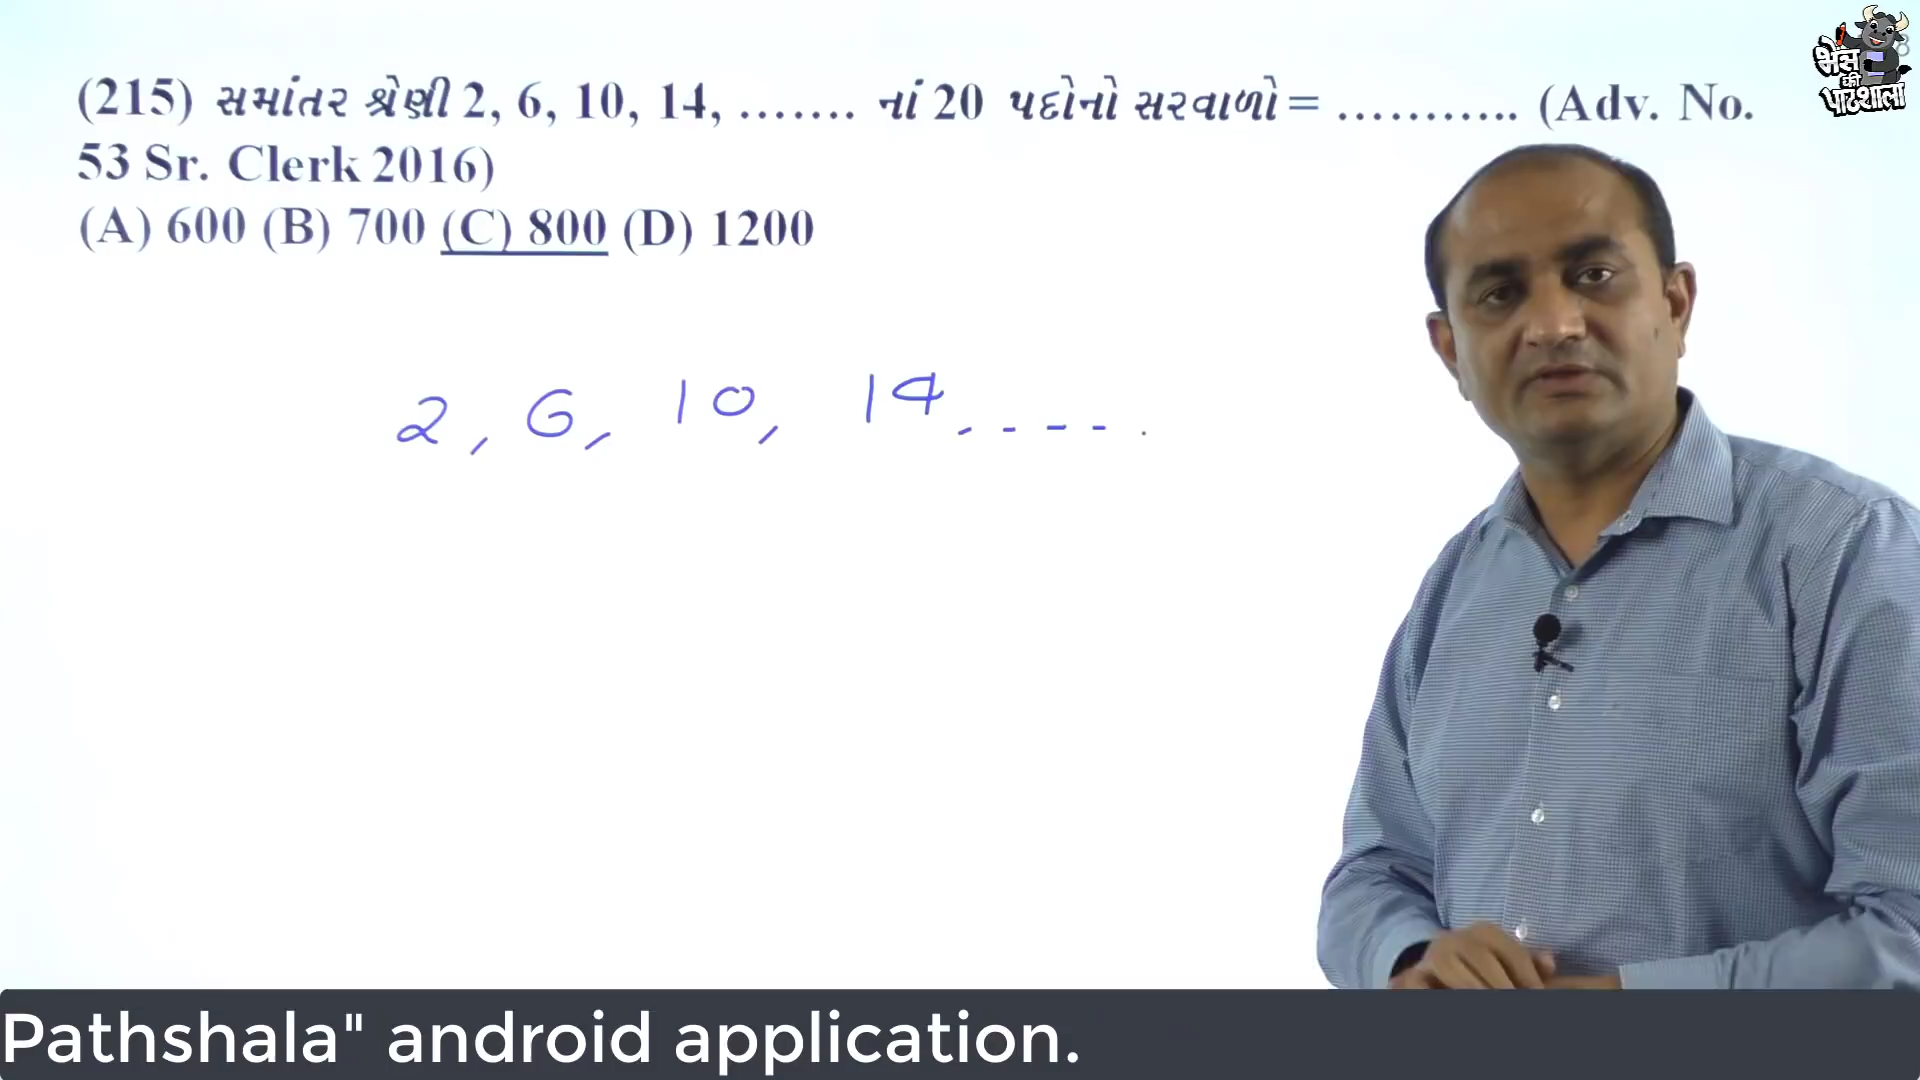 भैंस
की
पाठशाला
(215) સમાંતર શ્રેણી 2, 6, 10, 14, ....... નાં 20 પદોનો સરવાળો = ........... (Adv. No.
53 Sr. Clerk 2016)
(A) 600 (B) 700 (C) 800 (D) 1200
2, 6, 10, 14, - - - -
Pathshala" android application.